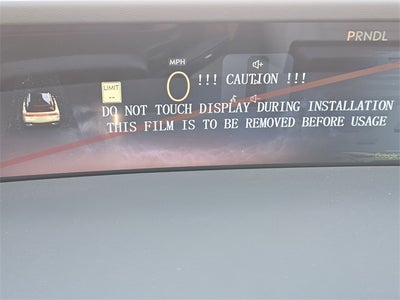 PRNDL
MPH
LIMIT
--
0
!!! CAUTION !!!
DO NOT TOUCH DISPLAY DURING INSTALLATION
THIS FILM IS TO BE REMOVED BEFORE USAGE
Google